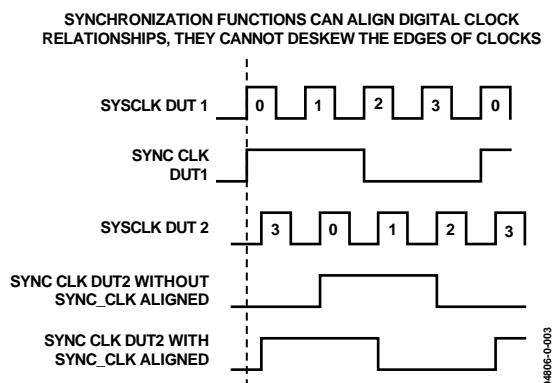 SYNCHRONIZATION FUNCTIONS CAN ALIGN DIGITAL CLOCK
RELATIONSHIPS, THEY CANNOT DESKEW THE EDGES OF CLOCKS
SYSCLK DUT 1
0 1 2 3 0
SYNC CLK
DUT1
SYSCLK DUT 2
3 0 1 2 3
SYNC CLK DUT2 WITHOUT
SYNC_CLK ALIGNED
SYNC CLK DUT2 WITH
SYNC_CLK ALIGNED
04806-0-003